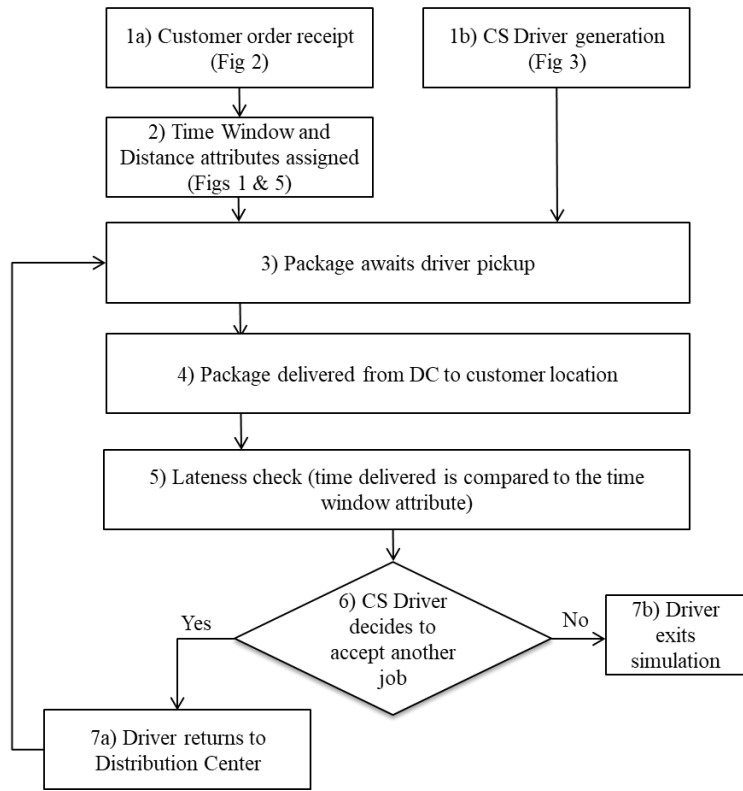 1a) Customer order receipt
(Fig 2)
1b) CS Driver generation
(Fig 3)
2) Time Window and
Distance attributes assigned
(Figs 1 & 5)
3) Package awaits driver pickup
4) Package delivered from DC to customer location
5) Lateness check (time delivered is compared to the time
window attribute)
6) CS Driver
decides to
accept another
job
Yes
No
7b) Driver
exits
simulation
7a) Driver returns to
Distribution Center